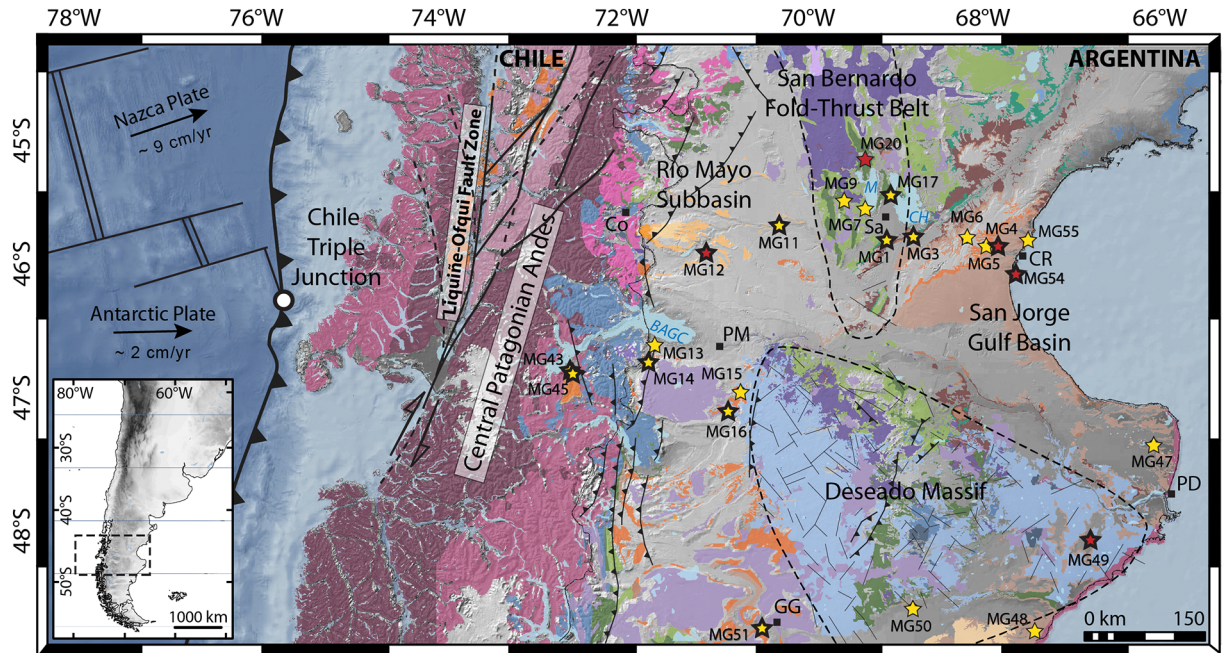 78°W
76°W
74°W
72°W
70°W
68°W
66°W
CHILE
ARGENTINA
San Bernardo
Fold-Thrust Belt
Nazca Plate
~ 9 cm/yr
45°S
Liquiñe-Ofqui Fault Zone
MG20
Río Mayo
Subbasin
MG9
M
MG17
Chile
Triple
Junction
Co
MG11
MG7
Sa
CH
MG6
MG4
MG55
46°S
MG12
MG1
MG3
MG5
CR
MG54
Central Patagonian Andes
Antarctic Plate
~ 2 cm/yr
San Jorge
Gulf Basin
BAGC
PM
MG43
MG45
MG13
MG14
MG15
47°S
MG16
80°W
60°W
30°S
40°S
50°S
1000 km
MG47
PD
Deseado Massif
48°S
MG49
GG
MG51
MG50
MG48
0 km
150